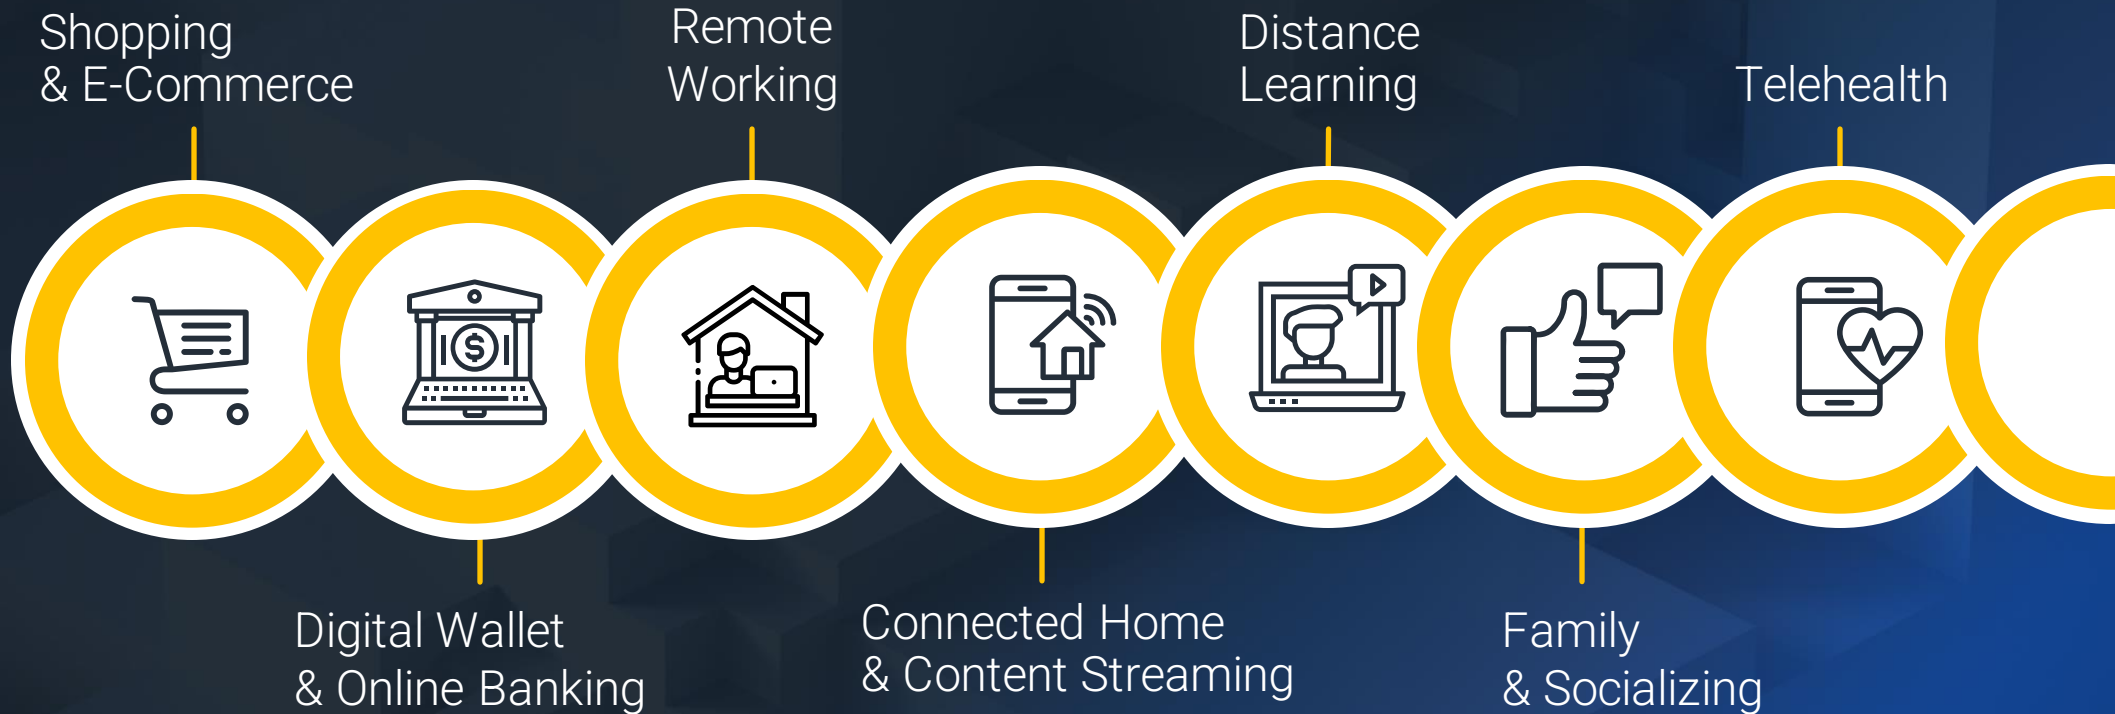 Shopping
& E-Commerce
Digital Wallet
& Online Banking
Remote
Working
Connected Home
& Content Streaming
Distance
Learning
Family
& Socializing
Telehealth